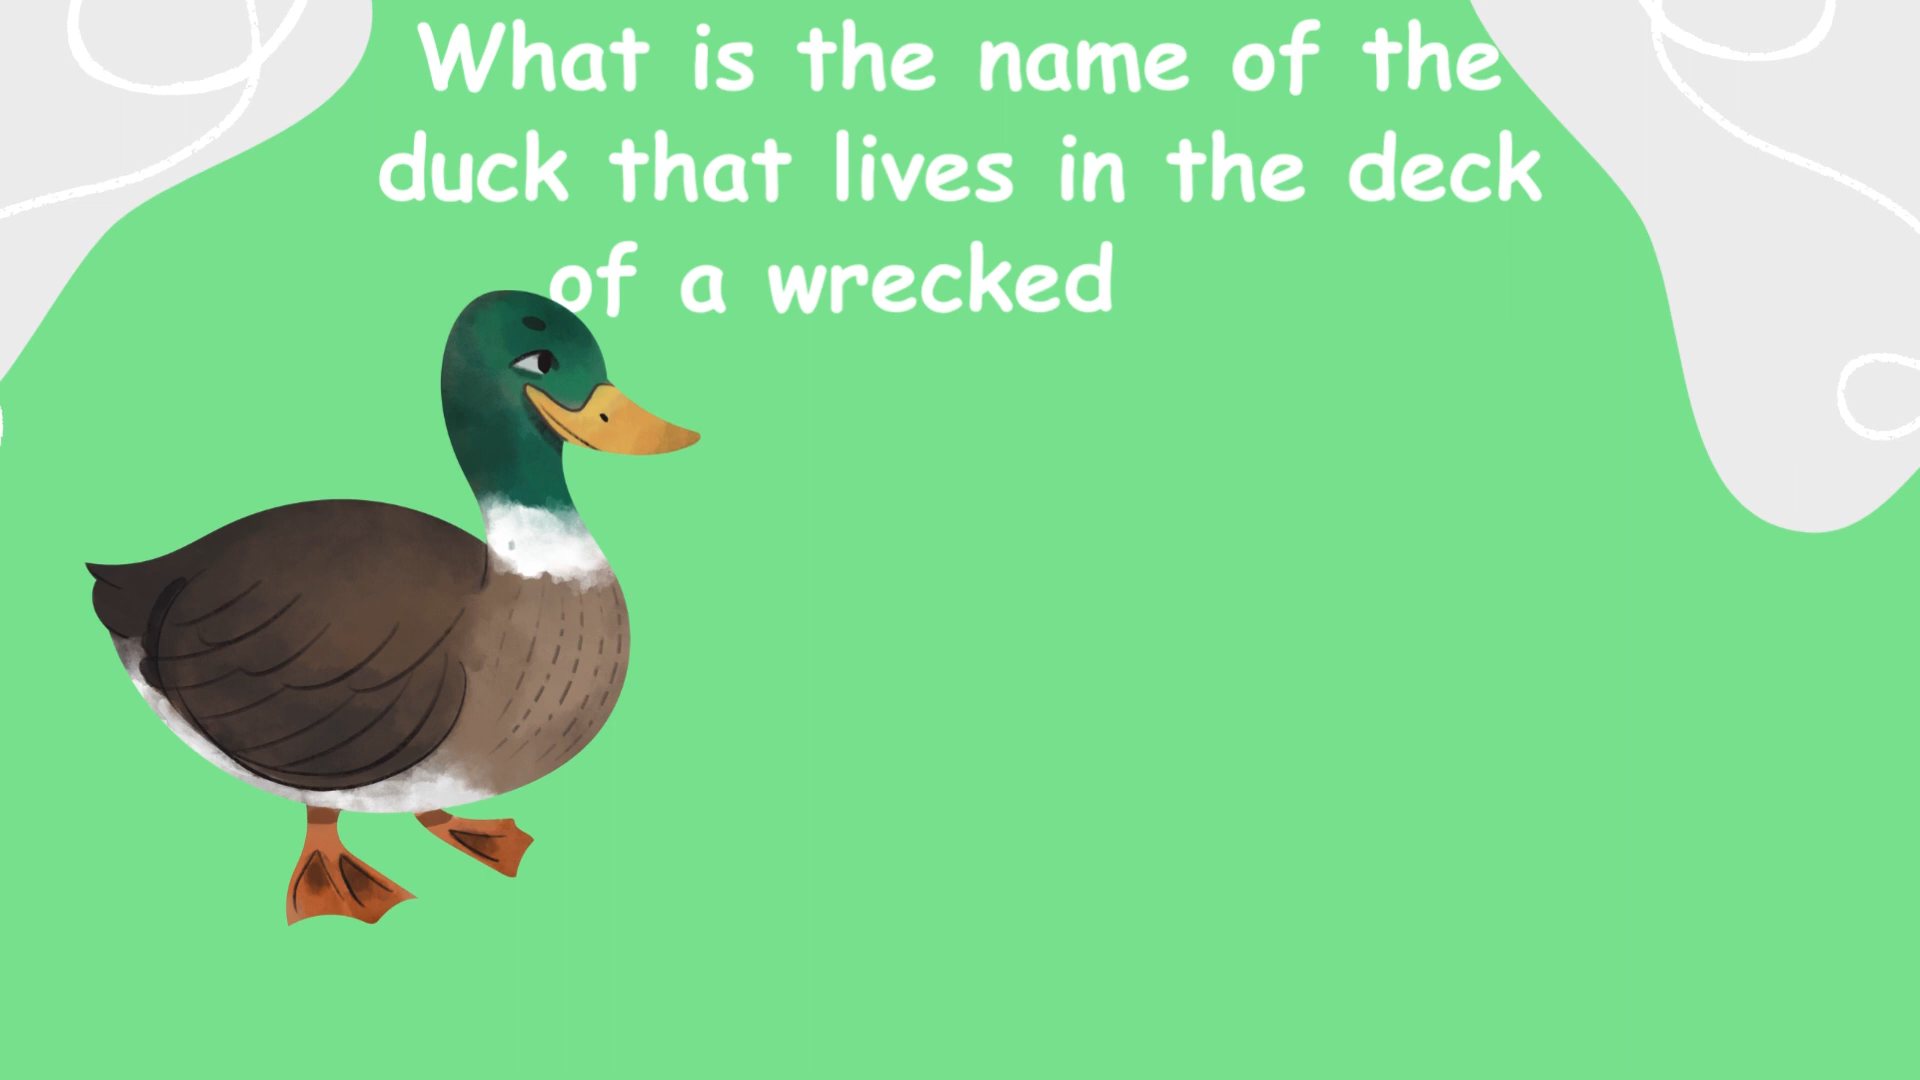 What is the name of the
duck that lives in the deck
of a wrecked